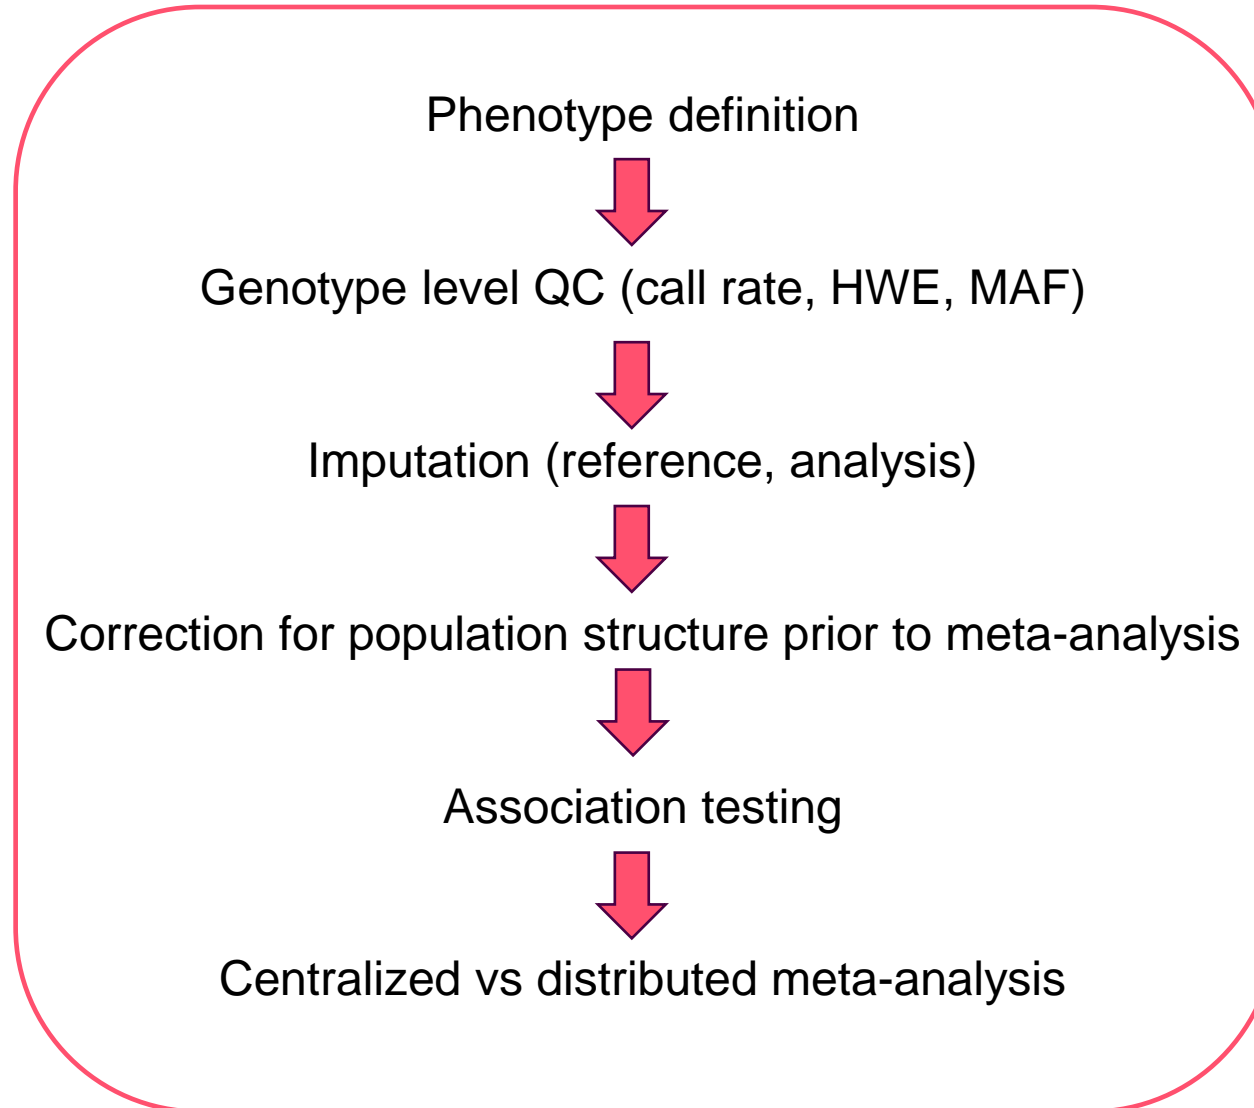 Phenotype definition
Genotype level QC (call rate, HWE, MAF)
Imputation (reference, analysis)
Correction for population structure prior to meta-analysis
Association testing
Centralized vs distributed meta-analysis